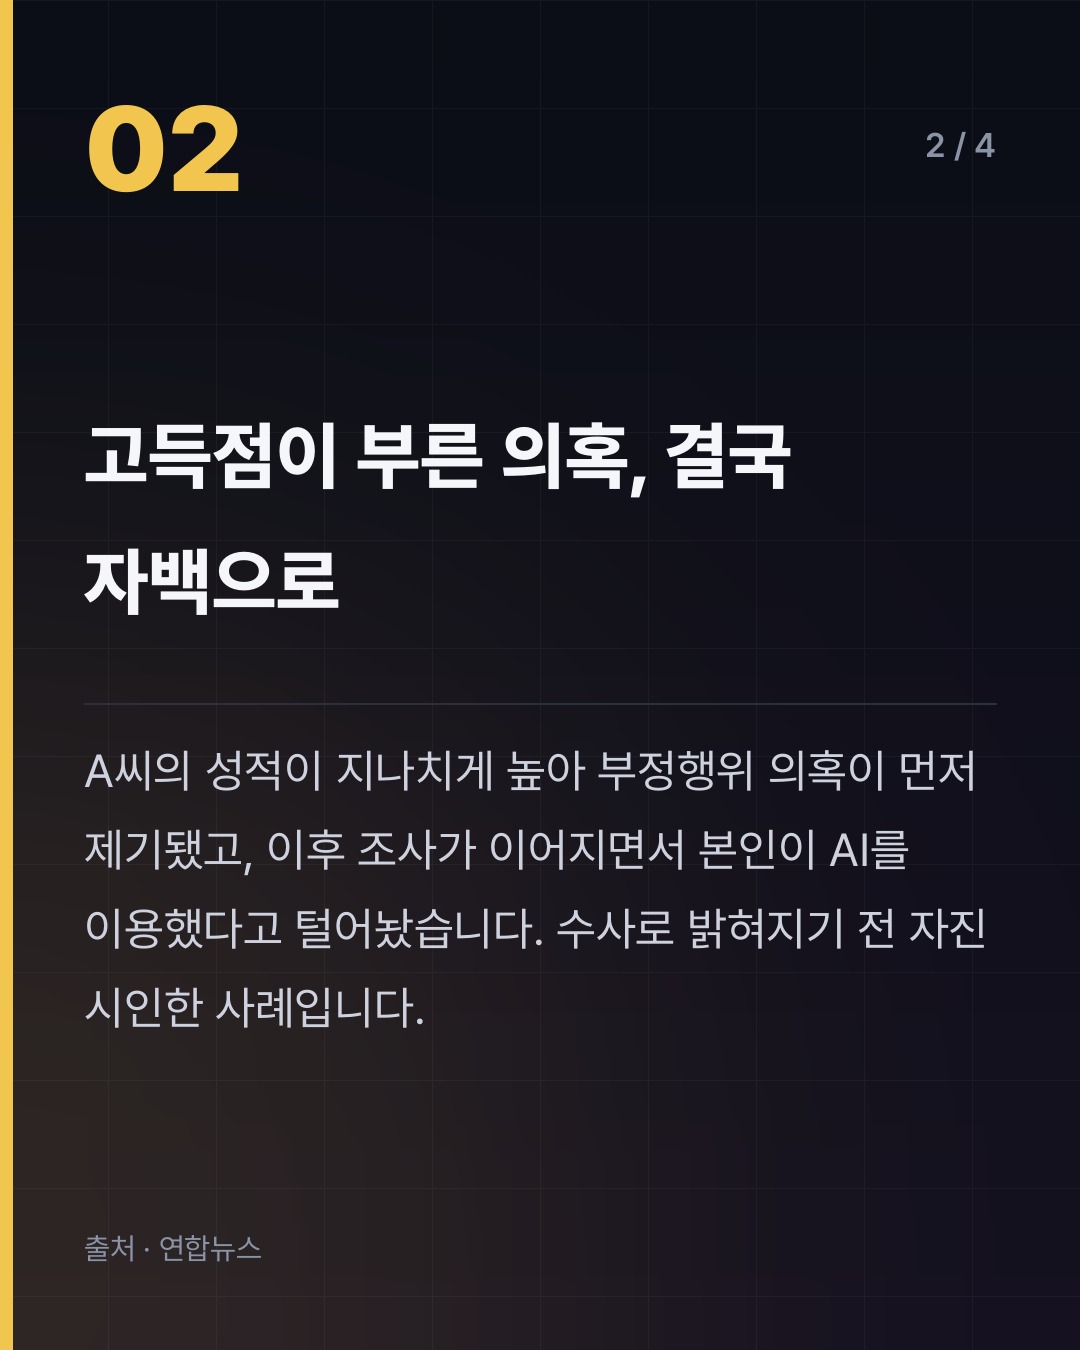 02
2 / 4
고득점이 부른 의혹, 결국
자백으로
A씨의 성적이 지나치게 높아 부정행위 의혹이 먼저
제기됐고, 이후 조사가 이어지면서 본인이 AI를
이용했다고 털어놨습니다. 수사로 밝혀지기 전 자진
시인한 사례입니다.
출처 · 연합뉴스